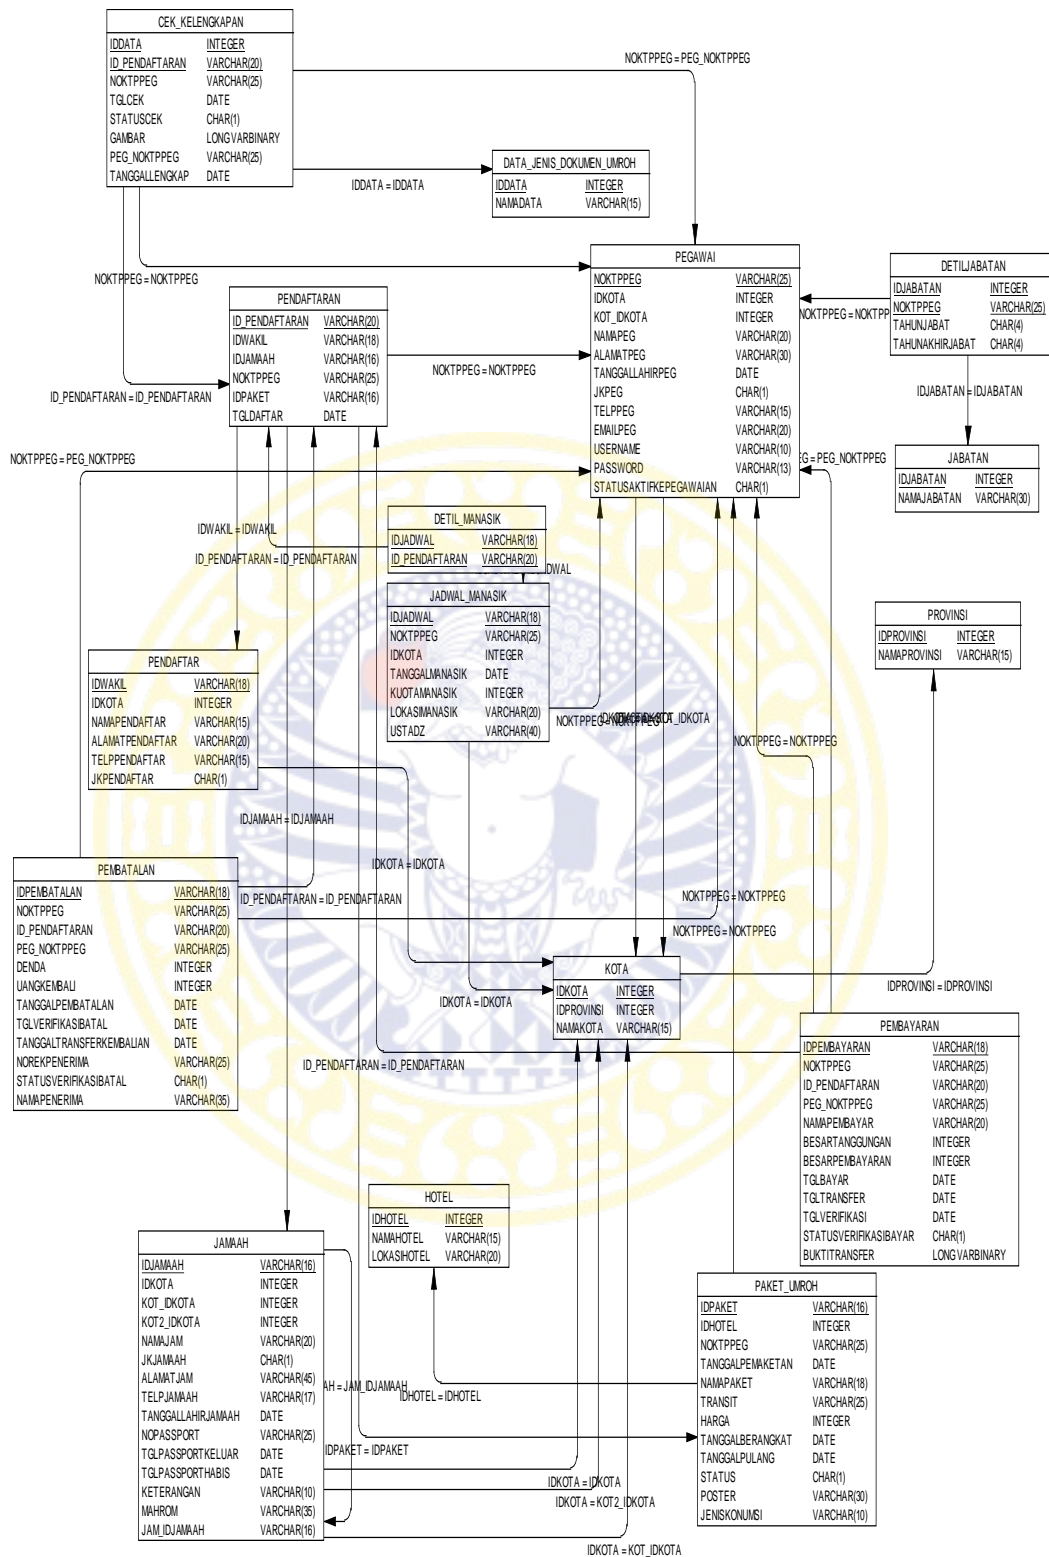 CEK_KELENGKAPAN
IDDATA INTEGER
ID_PENDAFTARAN VARCHAR(20)
NOKTPPEG VARCHAR(25)
TGLCEK DATE
STATUSCEK CHAR(1)
GAMBAR LONG VARBINARY
PEG_NOKTPPEG VARCHAR(25)
TANGGALLENGKAP DATE
NOKTPPEG = PEG_NOKTPPEG
DATA_JENIS_DOKUMEN_UMROH
IDDATA INTEGER
NAMADATA VARCHAR(15)
IDDATA = IDDATA
NOKTPPEG = NOKTPPEG
PEGAWAI
NOKTPPEG VARCHAR(25)
IDKOTA INTEGER
KOT_IDKOTA INTEGER
NAMAPEG VARCHAR(20)
ALAMATPEG VARCHAR(30)
TANGGALLAHIRPEG DATE
JKPEG CHAR(1)
TELPPEG VARCHAR(15)
EMAILPEG VARCHAR(20)
USERNAME VARCHAR(10)
PASSWORD VARCHAR(13)
STATUSAKTIFKEPEGAWAIAN CHAR(1)
DETILJABATAN
IDJABATAN INTEGER
NOKTPPEG VARCHAR(25)
TAHUNJABAT CHAR(4)
TAHUNAKHIRJABAT CHAR(4)
NOKTPPEG = NOKTPP
PENDAFTARAN
ID_PENDAFTARAN VARCHAR(20)
IDWAKIL VARCHAR(18)
IDJAMAAH VARCHAR(16)
NOKTPPEG VARCHAR(25)
IDPAKET VARCHAR(16)
TGLDAFTAR DATE
NOKTPPEG = NOKTPPEG
ID_PENDAFTARAN = ID_PENDAFTARAN
IDJABATAN = IDJABATAN
JABATAN
IDJABATAN INTEGER
NAMAJABATAN VARCHAR(30)
NOKTPPEG = PEG_NOKTPPEG
EG = PEG_NOKTPPEG
DETIL_MANASIK
IDJADWAL VARCHAR(18)
ID_PENDAFTARAN VARCHAR(20)
IDWAKIL = IDWAKIL
ID_PENDAFTARAN = ID_PENDAFTARAN
DWAL
JADWAL_MANASIK
IDJADWAL VARCHAR(18)
NOKTPPEG VARCHAR(25)
IDKOTA INTEGER
TANGGALMANASIK DATE
KUOTAMANASIK INTEGER
LOKASIMANASIK VARCHAR(20)
USTADZ VARCHAR(40)
PROVINSI
IDPROVINSI INTEGER
NAMAPROVINSI VARCHAR(15)
PENDAFTAR
IDWAKIL VARCHAR(18)
IDKOTA INTEGER
NAMAPENDAFTAR VARCHAR(15)
ALAMATPENDAFTAR VARCHAR(20)
TELPPENDAFTAR VARCHAR(15)
JKPENDAFTAR CHAR(1)
NOKTPPEG = NOKTPPEG
NOKTPPEG = NOKTPPEG
IDJAMAAH = IDJAMAAH
IDKOTA = IDKOTA
PEMBATALAN
IDPEMBATALAN VARCHAR(18)
NOKTPPEG VARCHAR(25)
ID_PENDAFTARAN VARCHAR(20)
PEG_NOKTPPEG VARCHAR(25)
DENDA INTEGER
UANGKEMBALI INTEGER
TANGGALPEMBATALAN DATE
TGLVERIFIKASIBATAL DATE
TANGGALTRANSFERKEMBALIAN DATE
NOREKPENERIMA VARCHAR(25)
STATUSVERIFIKASIBATAL CHAR(1)
NAMAPENERIMA VARCHAR(35)
ID_PENDAFTARAN = ID_PENDAFTARAN
NOKTPPEG = NOKTPPEG
NOKTPPEG = NOKTPPEG
KOTA
IDKOTA INTEGER
IDPROVINSI INTEGER
NAMAKOTA VARCHAR(15)
IDKOTA = IDKOTA
IDPROVINSI = IDPROVINSI
PEMBAYARAN
IDPEMBAYARAN VARCHAR(18)
NOKTPPEG VARCHAR(25)
ID_PENDAFTARAN VARCHAR(20)
PEG_NOKTPPEG VARCHAR(25)
NAMAPEMBAYAR VARCHAR(20)
BESARTANGGUNGAN INTEGER
BESARPEMBAYARAN INTEGER
TGLBAYAR DATE
TGLTRANSFER DATE
TGLVERIFIKASI DATE
STATUSVERIFIKASIBAYAR CHAR(1)
BUKTITRANSFER LONG VARBINARY
ID_PENDAFTARAN = ID_PENDAFTARAN
HOTEL
IDHOTEL INTEGER
NAMAHOTEL VARCHAR(15)
LOKASIHOTEL VARCHAR(20)
JAMAAH
IDJAMAAH VARCHAR(16)
IDKOTA INTEGER
KOT_IDKOTA INTEGER
KOT2_IDKOTA INTEGER
NAMAJAM VARCHAR(20)
JKJAMAAH CHAR(1)
ALAMATJAM VARCHAR(45)
TELPJAMAAH VARCHAR(17)
TANGGALLAHIRJAMAAH DATE
NOPASSPORT VARCHAR(25)
TGLPASSPORTKELUAR DATE
TGLPASSPORTHABIS DATE
KETERANGAN VARCHAR(10)
MAHROM VARCHAR(35)
JAM_IDJAMAAH VARCHAR(16)
AH = JAM_IDJAMAAH
IDHOTEL = IDHOTEL
IDPAKET = IDPAKET
PAKET_UMROH
IDPAKET VARCHAR(16)
IDHOTEL INTEGER
NOKTPPEG VARCHAR(25)
TANGGALPEMAKETAN DATE
NAMAPAKET VARCHAR(18)
TRANSIT VARCHAR(25)
HARGA INTEGER
TANGGALBERANGKAT DATE
TANGGALPULANG DATE
STATUS CHAR(1)
POSTER VARCHAR(30)
JENISKONUMSI VARCHAR(10)
IDKOTA = IDKOTA
IDKOTA = KOT2_IDKOTA
IDKOTA = KOT_IDKOTA